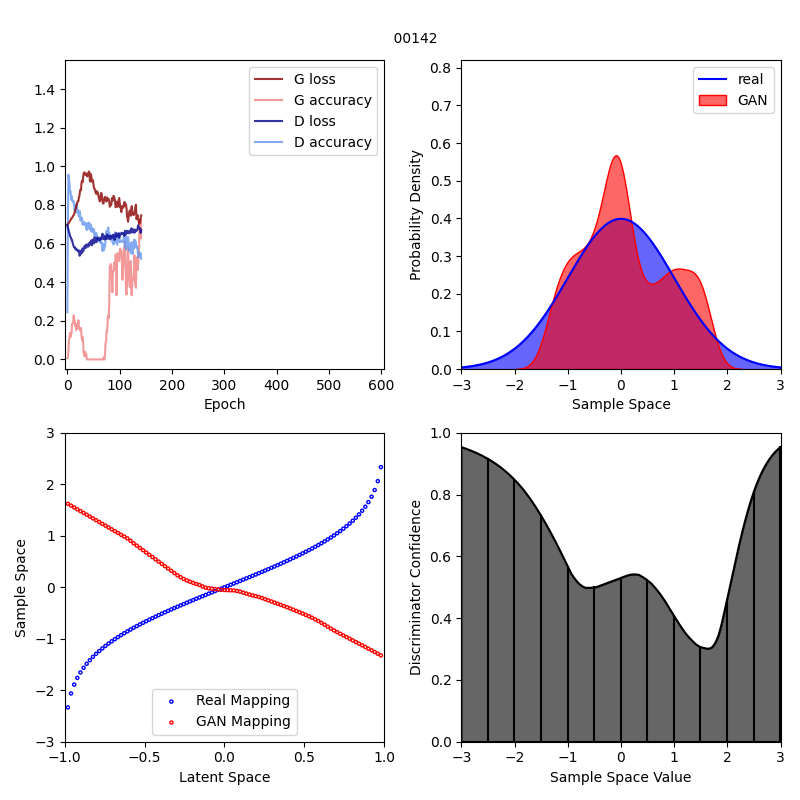 00142
G loss
G accuracy
D loss
D accuracy
1.4
1.2
1.0
0.8
0.6
0.4
0.2
0.0
0 100 200 300 400 500 600
Epoch
real
GAN
Probability Density
0.8
0.7
0.6
0.5
0.4
0.3
0.2
0.1
0.0
−3 −2 −1 0 1 2 3
Sample Space
Sample Space
3
2
1
0
−1
−2
−3
Real Mapping
GAN Mapping
−1.0 −0.5 0.0 0.5 1.0
Latent Space
Discriminator Confidence
1.0
0.8
0.6
0.4
0.2
0.0
−3 −2 −1 0 1 2 3
Sample Space Value